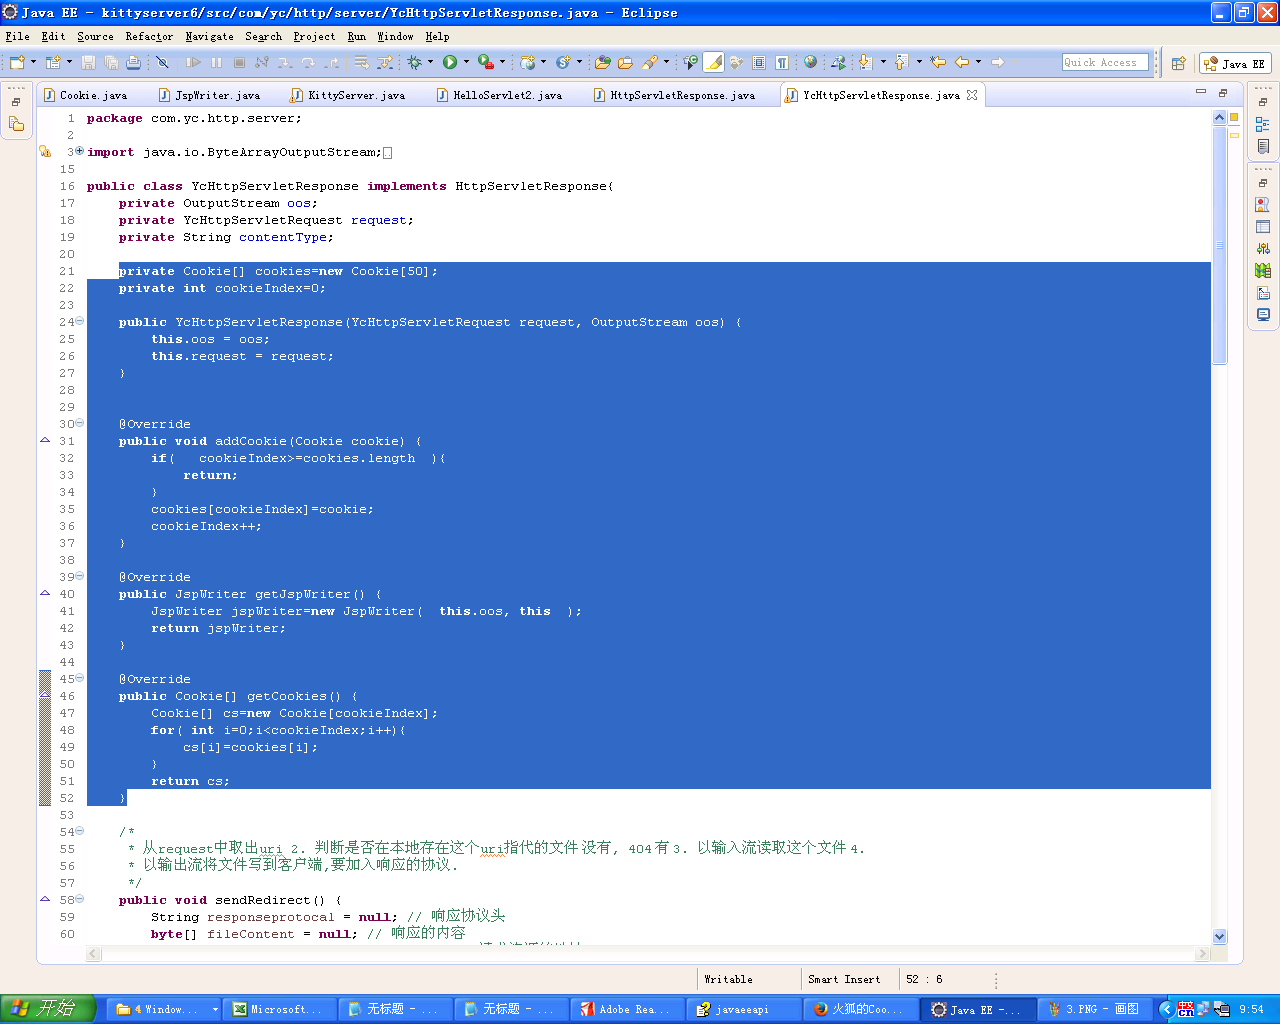 Java EE - kittyserver6/src/com/yc/http/server/YcHttpServletResponse.java - Eclipse
File Edit Source Refactor Navigate Search Project Run Window Help
Quick Access
Java EE
Cookie.java JspWriter.java KittyServer.java HelloServlet2.java HttpServletResponse.java YcHttpServletResponse.java
1 package com.yc.http.server;
2
3 import java.io.ByteArrayOutputStream;
15
16 public class YcHttpServletResponse implements HttpServletResponse{
17 private OutputStream oos;
18 private YcHttpServletRequest request;
19 private String contentType;
20
21 private Cookie[] cookies=new Cookie[50];
22 private int cookieIndex=0;
23
24 public YcHttpServletResponse(YcHttpServletRequest request, OutputStream oos) {
25 this.oos = oos;
26 this.request = request;
27 }
28
29
30 @Override
31 public void addCookie(Cookie cookie) {
32 if( cookieIndex>=cookies.length ){
33 return;
34 }
35 cookies[cookieIndex]=cookie;
36 cookieIndex++;
37 }
38
39 @Override
40 public JspWriter getJspWriter() {
41 JspWriter jspWriter=new JspWriter( this.oos, this );
42 return jspWriter;
43 }
44
45 @Override
46 public Cookie[] getCookies() {
47 Cookie[] cs=new Cookie[cookieIndex];
48 for( int i=0;i<cookieIndex;i++){
49 cs[i]=cookies[i];
50 }
51 return cs;
52 }
53
54 /*
55 * 从request中取出uri 2. 判断是否在本地存在这个uri指代的文件 没有, 404 有 3. 以输入流读取这个文件 4.
56 * 以输出流将文件写到客户端,要加入响应的协议.
57 */
58 public void sendRedirect() {
59 String responseprotocal = null; // 响应协议头
60 byte[] fileContent = null; // 响应的内容
Writable Smart Insert 52 : 6
开始 4 Window... Microsoft... 无标题 - ... 无标题 - ... Adobe Rea... javaeeapi 火狐的Coo... Java EE -... 3.PNG - 画图 9:54